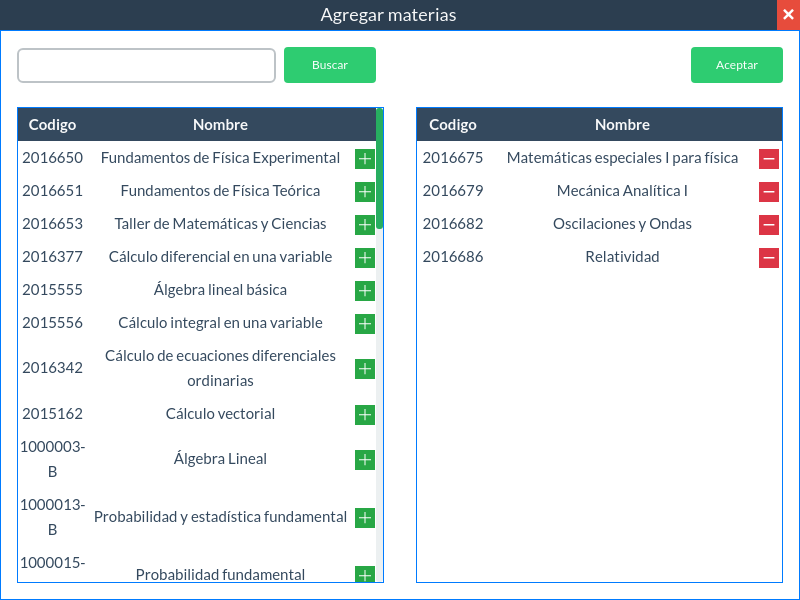 Agregar materias
Buscar
Aceptar
Codigo Nombre
2016650 Fundamentos de Física Experimental
2016651 Fundamentos de Física Teórica
2016653 Taller de Matemáticas y Ciencias
2016377 Cálculo diferencial en una variable
2015555 Álgebra lineal básica
2015556 Cálculo integral en una variable
2016342 Cálculo de ecuaciones diferenciales
ordinarias
2015162 Cálculo vectorial
1000003-
B Álgebra Lineal
1000013-
B Probabilidad y estadística fundamental
1000015-
Probabilidad fundamental
Codigo Nombre
2016675 Matemáticas especiales I para física
2016679 Mecánica Analítica I
2016682 Oscilaciones y Ondas
2016686 Relatividad